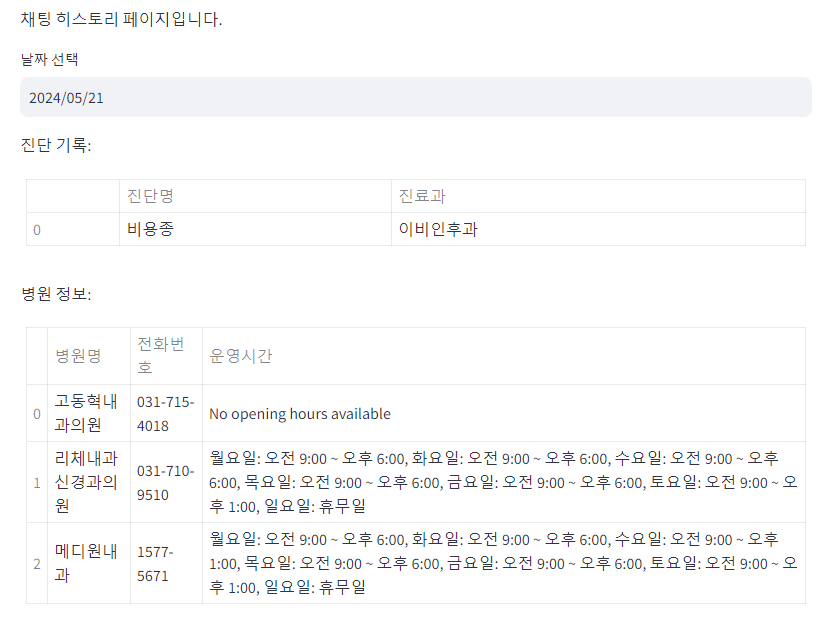 채팅 히스토리 페이지입니다.
날짜 선택
2024/05/21
진단 기록:
진단명 진료과
0 비용종 이비인후과
병원 정보:
병원명 전화번호 운영시간
0 고동혁내과의원 031-715-4018 No opening hours available
1 리체내과신경과의원 031-710-9510 월요일: 오전 9:00 ~ 오후 6:00, 화요일: 오전 9:00 ~ 오후 6:00, 수요일: 오전 9:00 ~ 오후 6:00, 목요일: 오전 9:00 ~ 오후 6:00, 금요일: 오전 9:00 ~ 오후 6:00, 토요일: 오전 9:00 ~ 오후 1:00, 일요일: 휴무일
2 메디원내과 1577-5671 월요일: 오전 9:00 ~ 오후 6:00, 화요일: 오전 9:00 ~ 오후 6:00, 수요일: 오전 9:00 ~ 오후 1:00, 목요일: 오전 9:00 ~ 오후 6:00, 금요일: 오전 9:00 ~ 오후 6:00, 토요일: 오전 9:00 ~ 오후 1:00, 일요일: 휴무일